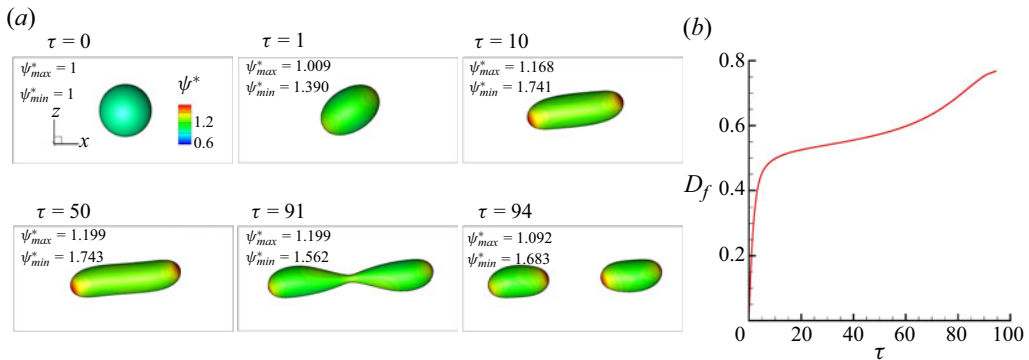 (a)
τ = 0
τ = 1
τ = 10
ψ*max = 1
ψ*min = 1
z
x
ψ*
1.2
0.6
ψ*max = 1.009
ψ*min = 1.390
ψ*max = 1.168
ψ*min = 1.741
τ = 50
τ = 91
τ = 94
ψ*max = 1.199
ψ*min = 1.743
ψ*max = 1.199
ψ*min = 1.562
ψ*max = 1.092
ψ*min = 1.683
(b)
0.8
0.6
D_f 0.4
0.2
0 20 40 60 80 100
τ